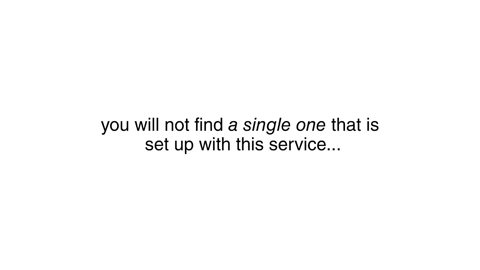 you will not find a single one that is
set up with this service...